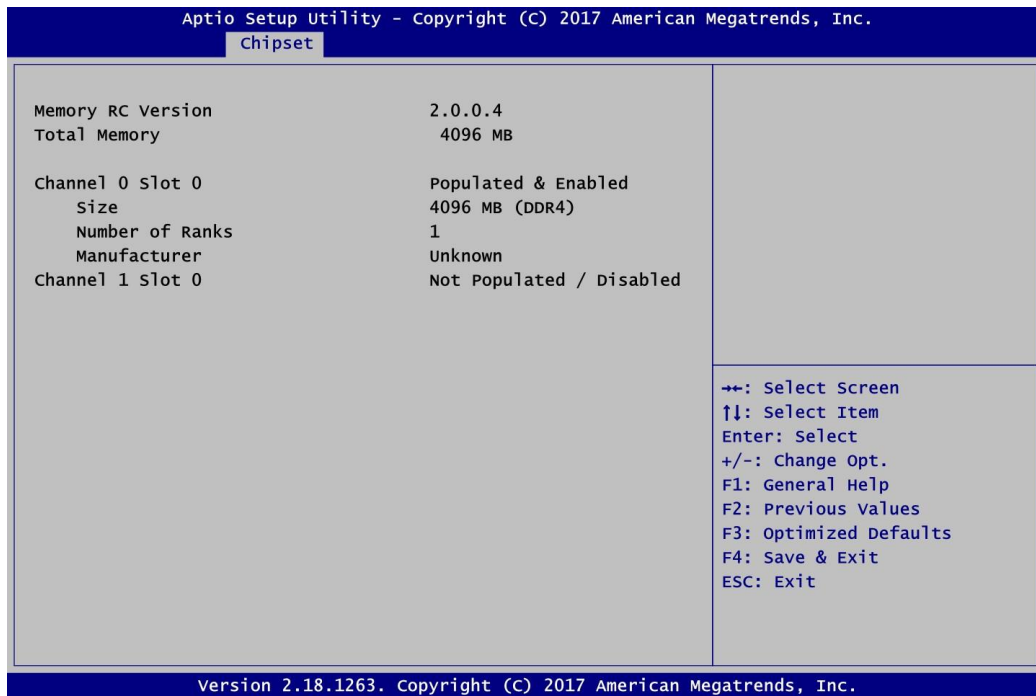 Aptio Setup Utility - Copyright (C) 2017 American Megatrends, Inc.
Chipset
Memory RC Version 2.0.0.4
Total Memory 4096 MB
Channel 0 Slot 0 Populated & Enabled
Size 4096 MB (DDR4)
Number of Ranks 1
Manufacturer Unknown
Channel 1 Slot 0 Not Populated / Disabled
→←: Select Screen
↑↓: Select Item
Enter: Select
+/-: Change Opt.
F1: General Help
F2: Previous Values
F3: Optimized Defaults
F4: Save & Exit
ESC: Exit
Version 2.18.1263. Copyright (C) 2017 American Megatrends, Inc.